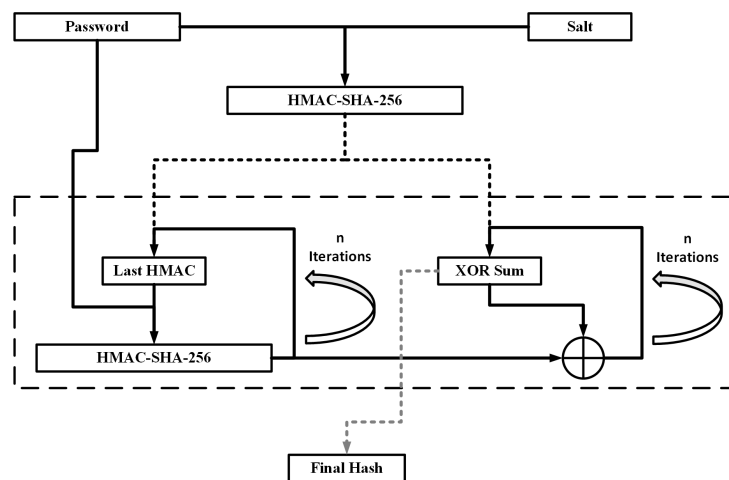 Password
Salt
HMAC-SHA-256
n
Iterations
n
Iterations
Last HMAC
XOR Sum
HMAC-SHA-256
Final Hash